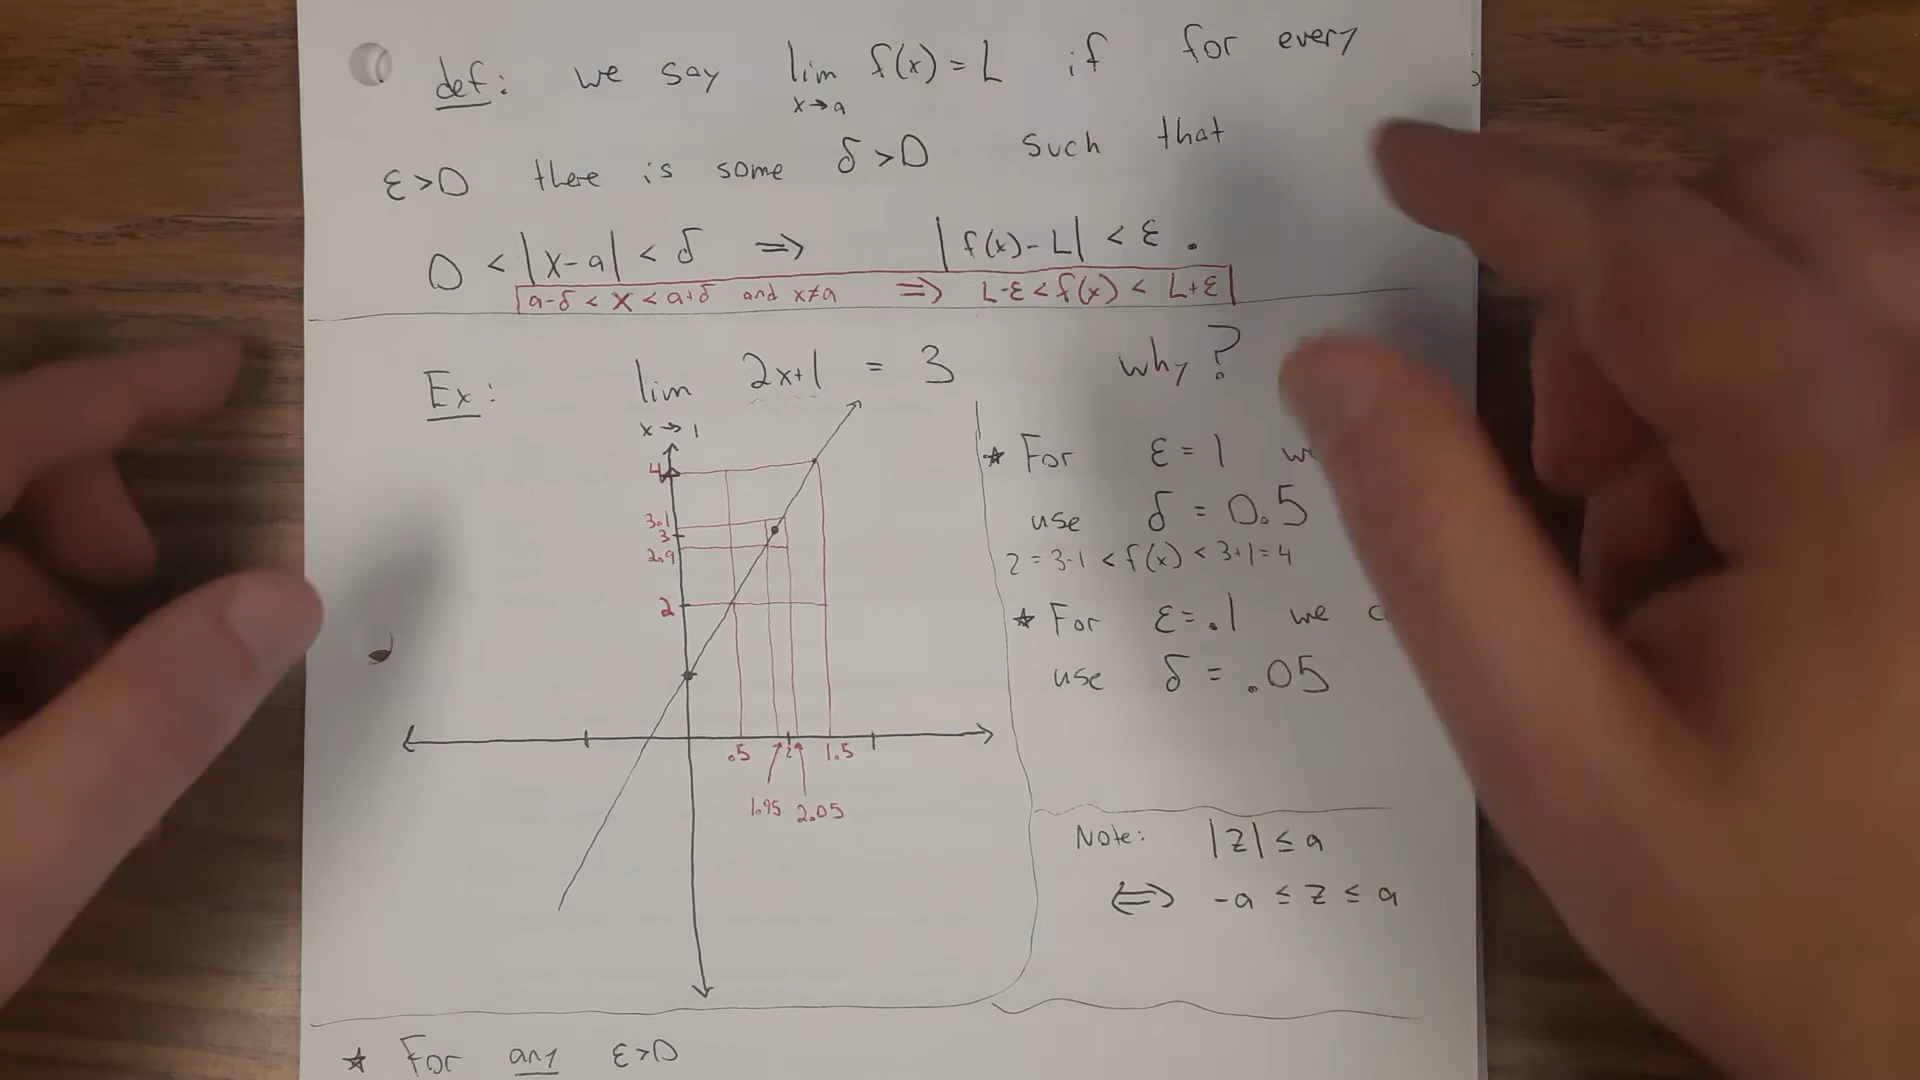 def: we say lim f(x) = L if for every
x→a
ε>0 there is some δ>0 such that
0 < |x-a| < δ ⇒ |f(x)-L| < ε.
a-δ < x < a+δ and x≠a ⇒ L-ε < f(x) < L+ε
Ex: lim 2x+1 = 3 why?
x→1
4
3.1
3
2.9
2
.5 1.5
1.95 2.05
* For ε = 1 we
use δ = 0.5
2 = 3-1 < f(x) < 3+1 = 4
* For ε = .1 we
use δ = .05
Note: |z| ≤ a
⟺ -a ≤ z ≤ a
* For any ε>0